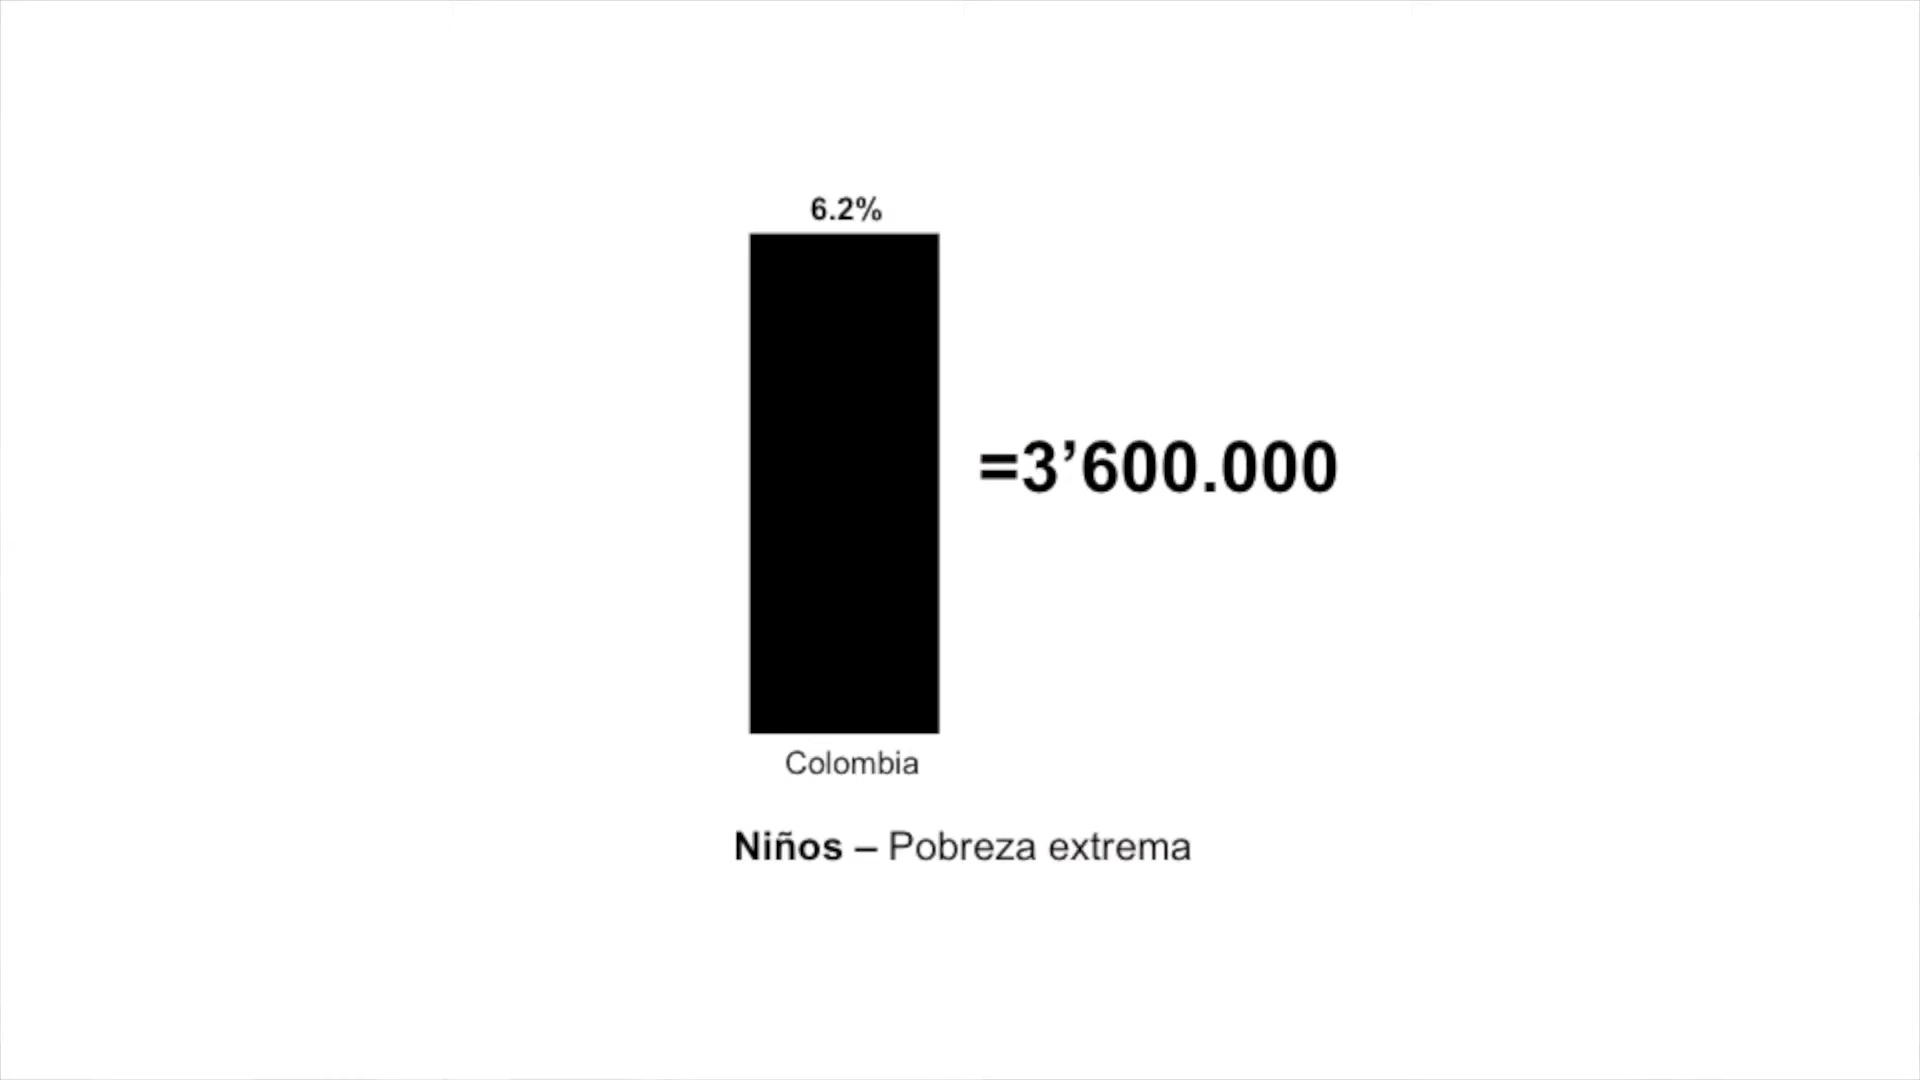 6.2%
=3’600.000
Colombia
Niños – Pobreza extrema